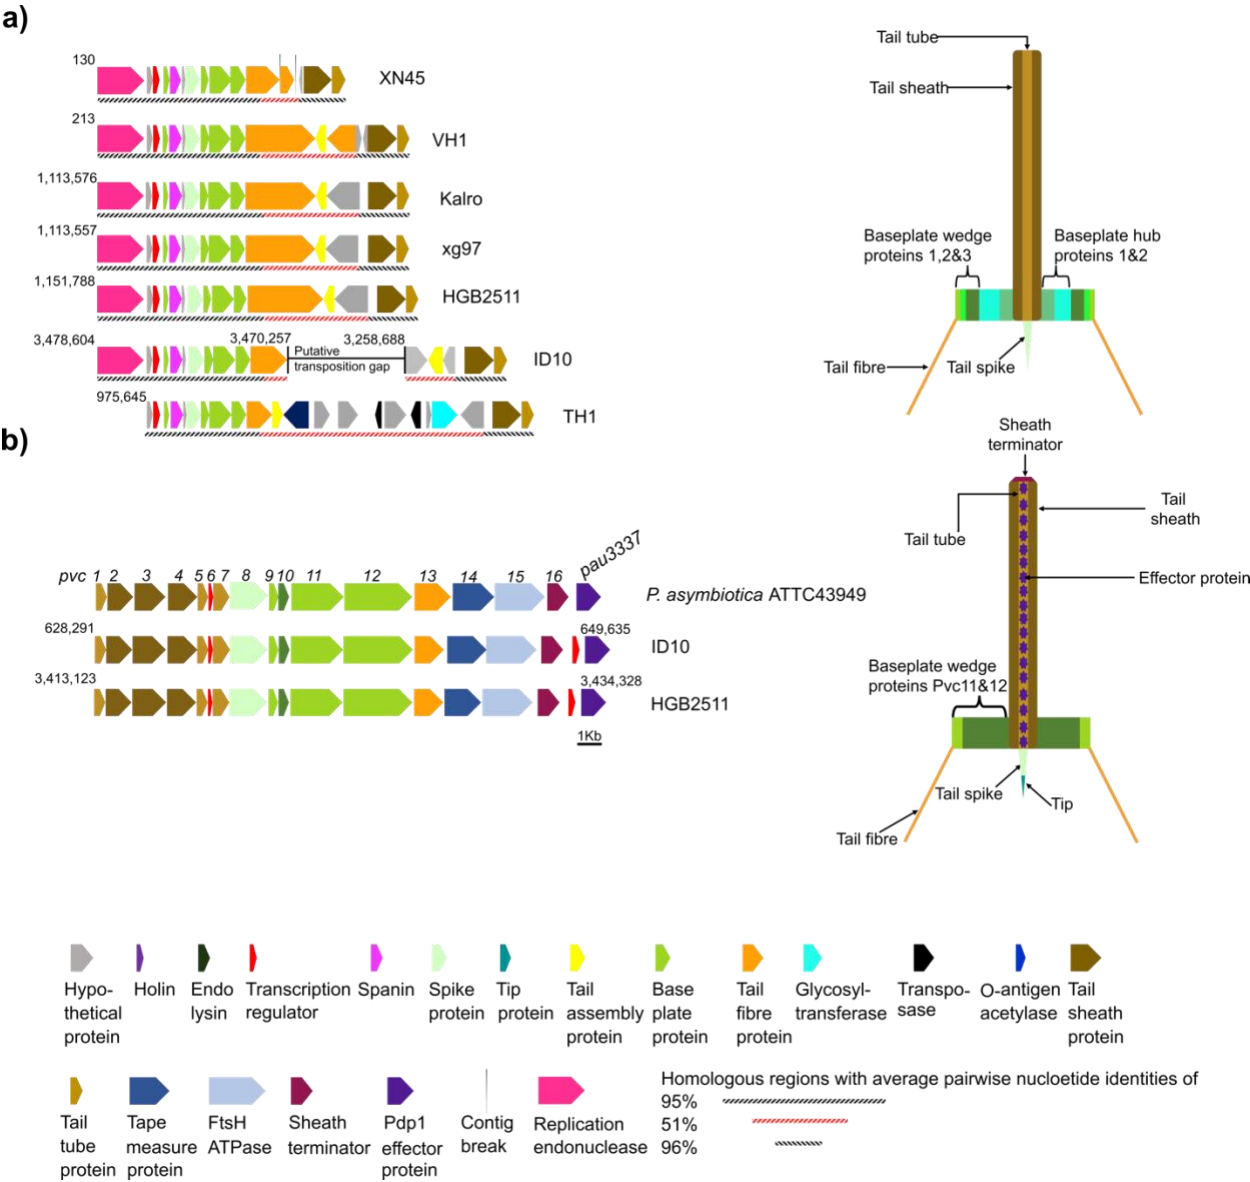 a)
130
XN45
213
VH1
1,113,576
Kalro
1,113,557
xg97
1,151,788
HGB2511
3,478,604
3,470,257
3,258,688
Putative
transposition gap
ID10
975,645
TH1
Tail tube
Tail sheath
Baseplate wedge
proteins 1,2&3
Baseplate hub
proteins 1&2
Tail fibre
Tail spike
b)
pvc 1 2 3 4 5 6 7 8 9 10 11 12 13 14 15 16 pau3337
P. asymbiotica ATTC43949
628,291
649,635
ID10
3,413,123
3,434,328
HGB2511
1Kb
Sheath
terminator
Tail
sheath
Tail tube
Effector protein
Baseplate wedge
proteins Pvc11&12
Tail spike
Tip
Tail fibre
Hypo-
thetical
protein
Holin
Endo
lysin
Transcription
regulator
Spanin
Spike
protein
Tip
protein
Tail
assembly
protein
Base
plate
protein
Tail
fibre
protein
Glycosyl-
transferase
Transpo-
sase
O-antigen
acetylase
Tail
sheath
protein
Tail
tube
protein
Tape
measure
protein
FtsH
ATPase
Sheath
terminator
Pdp1
effector
protein
Contig
break
Replication
endonuclease
Homologous regions with average pairwise nucloetide identities of
95%
51%
96%